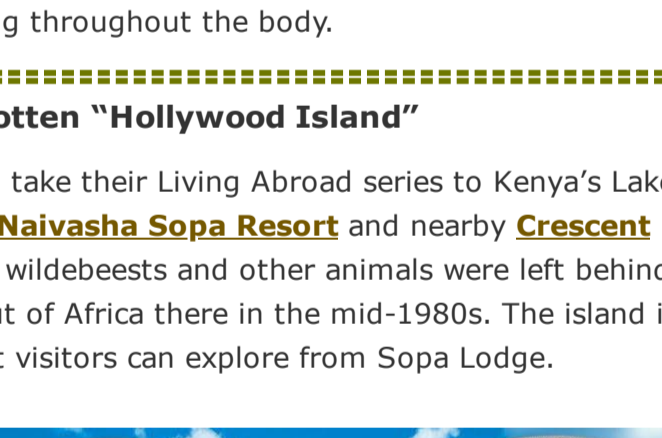 g throughout the body.
otten “Hollywood Island”
take their Living Abroad series to Kenya’s Lak
Naivasha Sopa Resort and nearby Crescent
wildebeests and other animals were left behin
t of Africa there in the mid-1980s. The island i
t visitors can explore from Sopa Lodge.